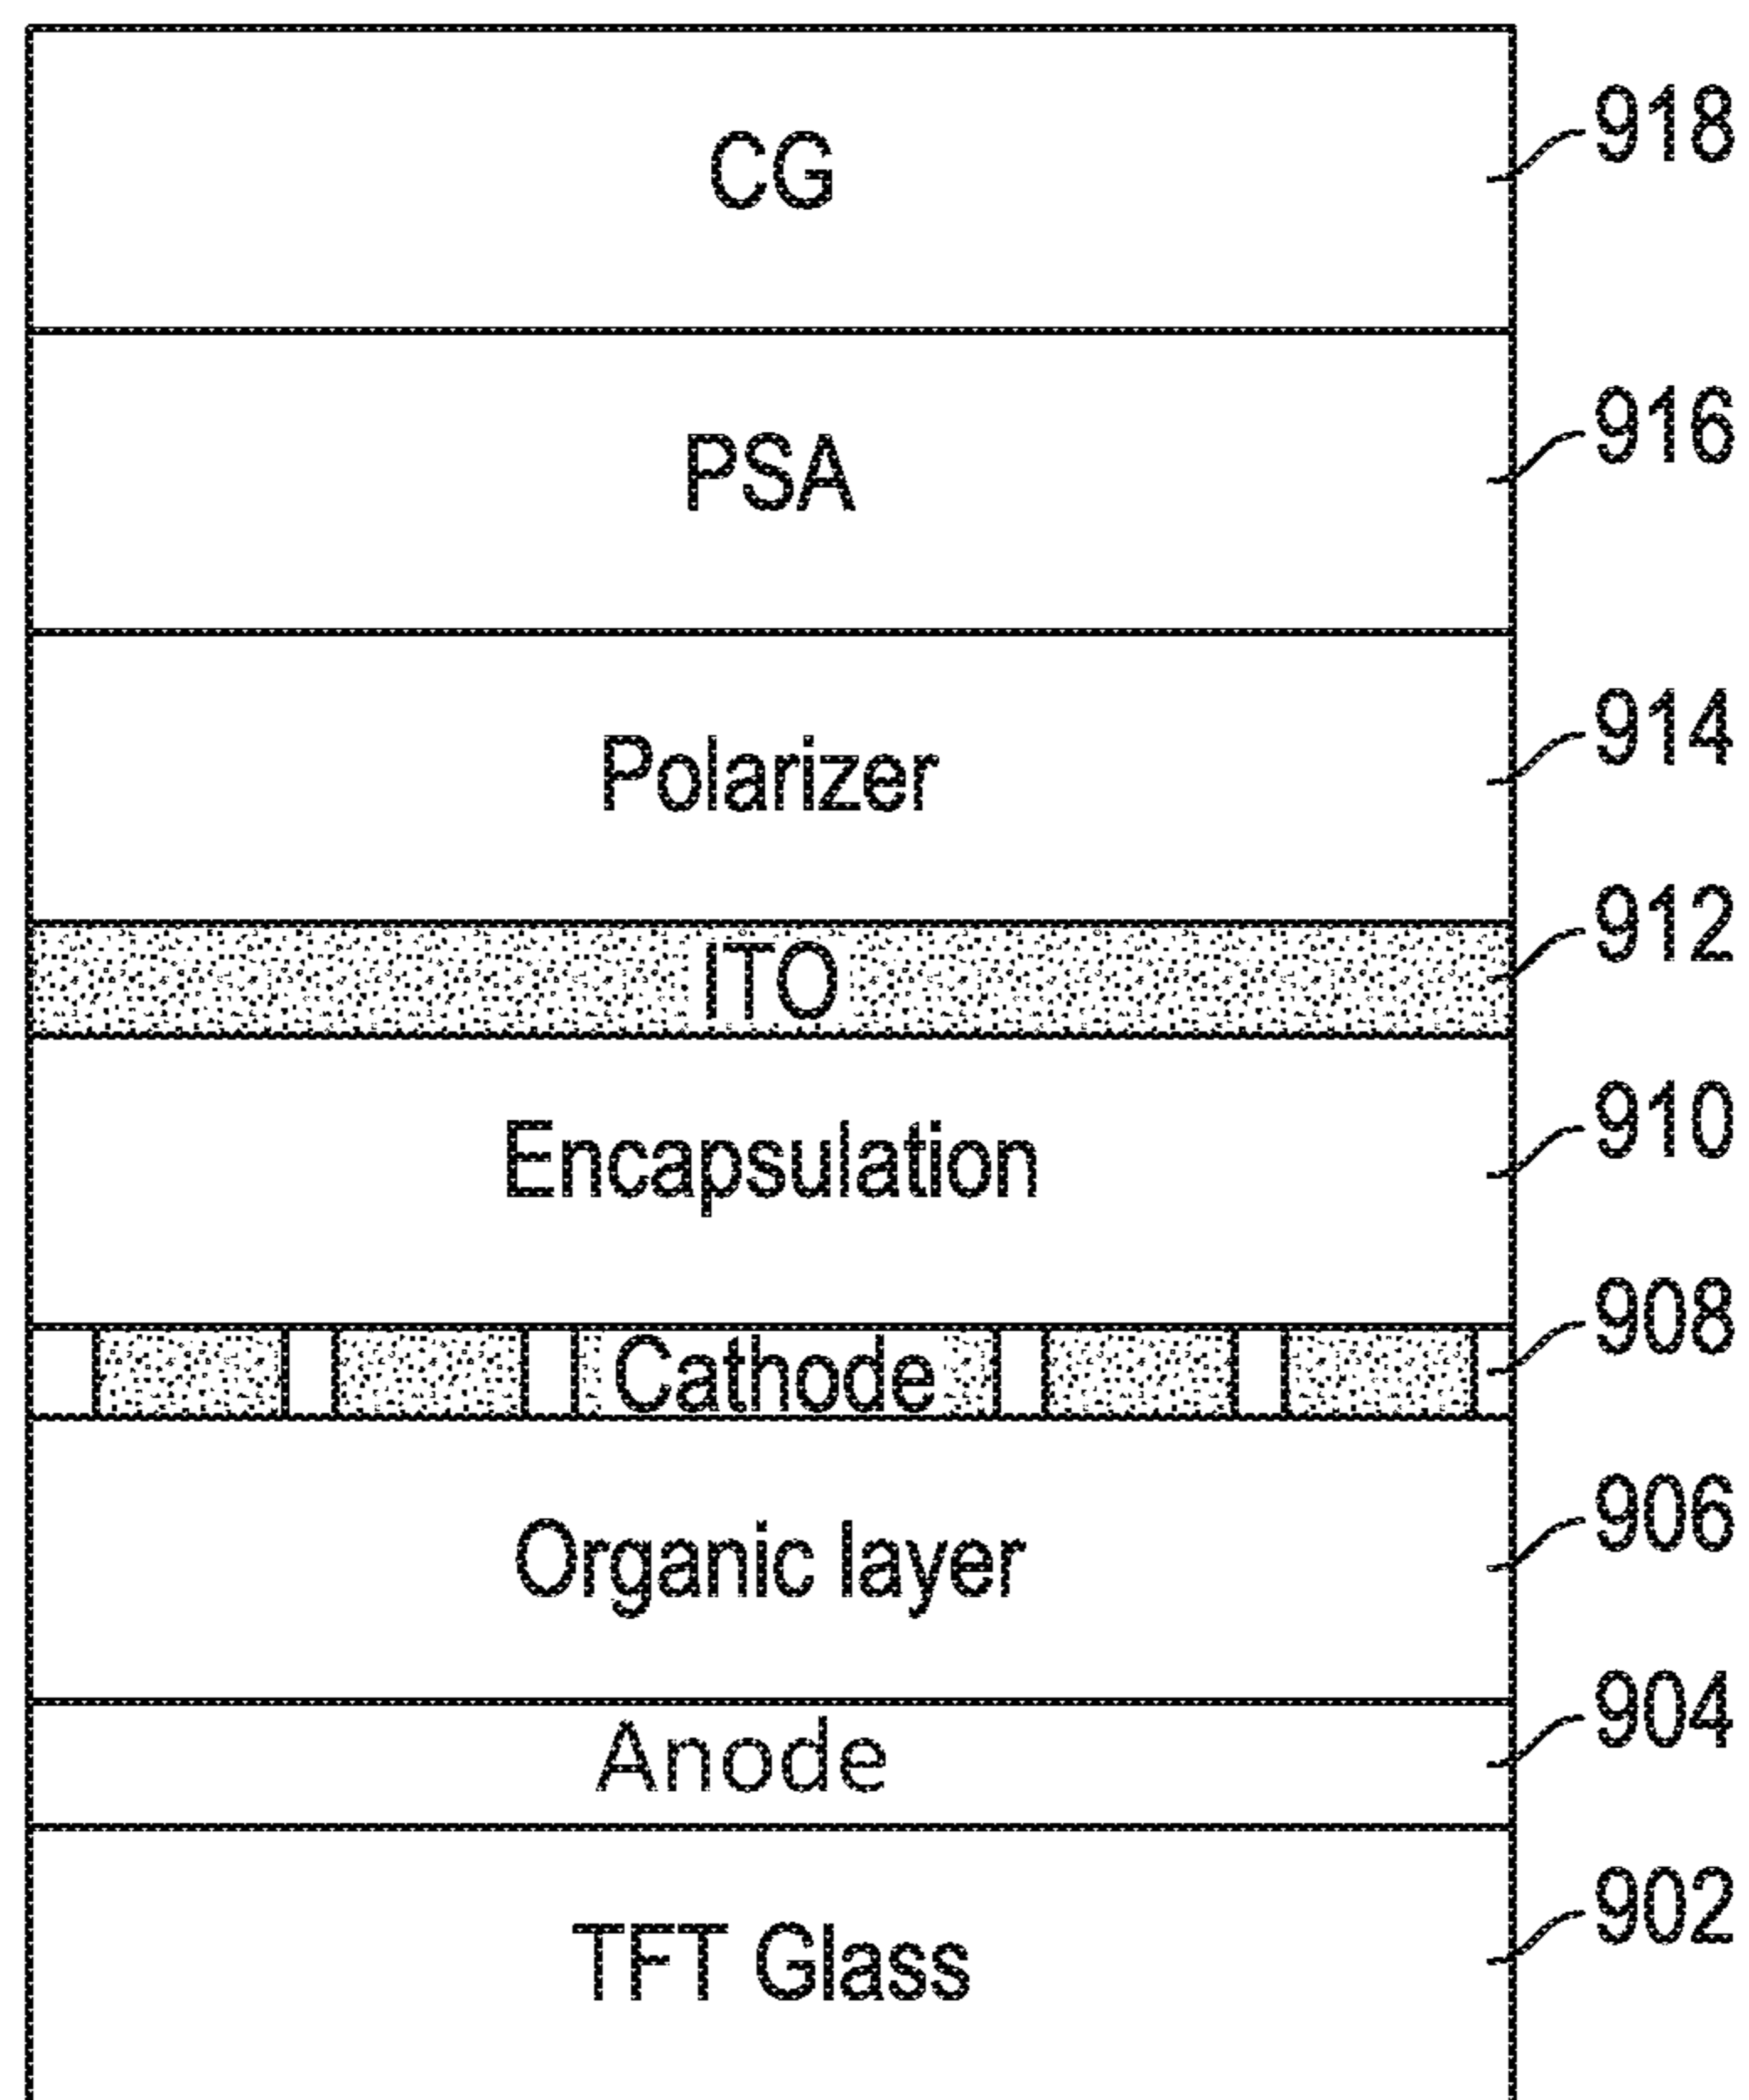 CG
918
PSA
916
Polarizer
914
ITO
912
Encapsulation
910
Cathode
908
Organic layer
906
Anode
904
TFT Glass
902